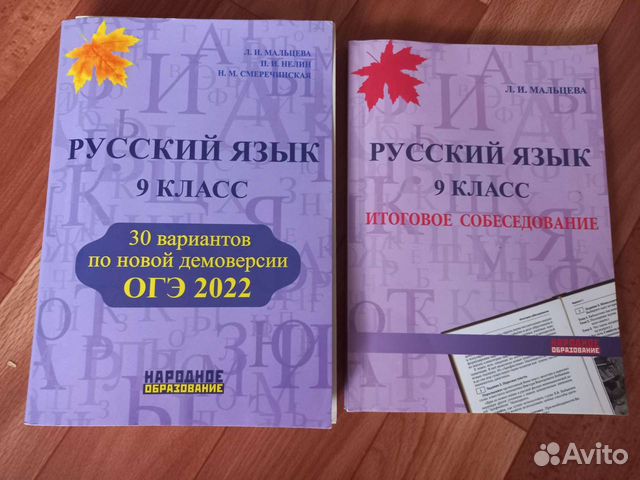 Л. И. МАЛЬЦЕВА
П. И. НЕЛИН
Н. М. СМЕРЕЧИНСКАЯ
РУССКИЙ ЯЗЫК
9 КЛАСС
30 вариантов
по новой демоверсии
ОГЭ 2022
НАРОДНОЕ
ОБРАЗОВАНИЕ
Л. И. МАЛЬЦЕВА
РУССКИЙ ЯЗЫК
9 КЛАСС
ИТОГОВОЕ СОБЕСЕДОВАНИЕ
НАРОДНОЕ
ОБРАЗОВАНИЕ
Avito